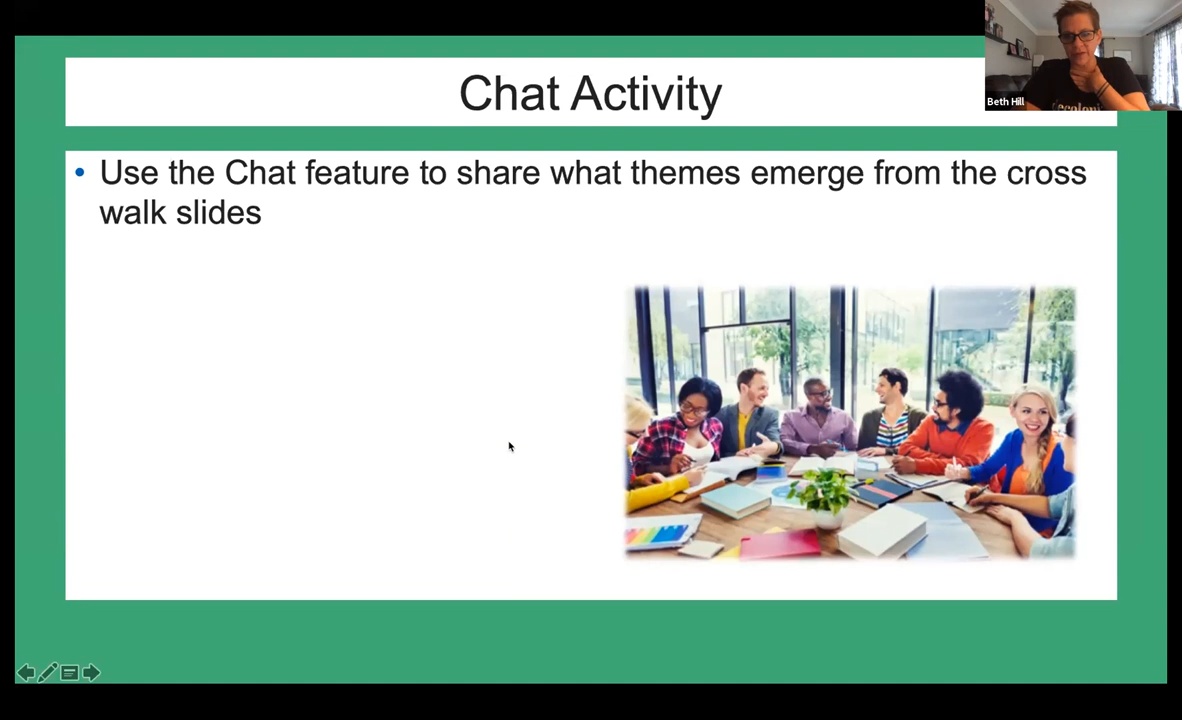 Chat Activity
Beth Hill
• Use the Chat feature to share what themes emerge from the cross
walk slides